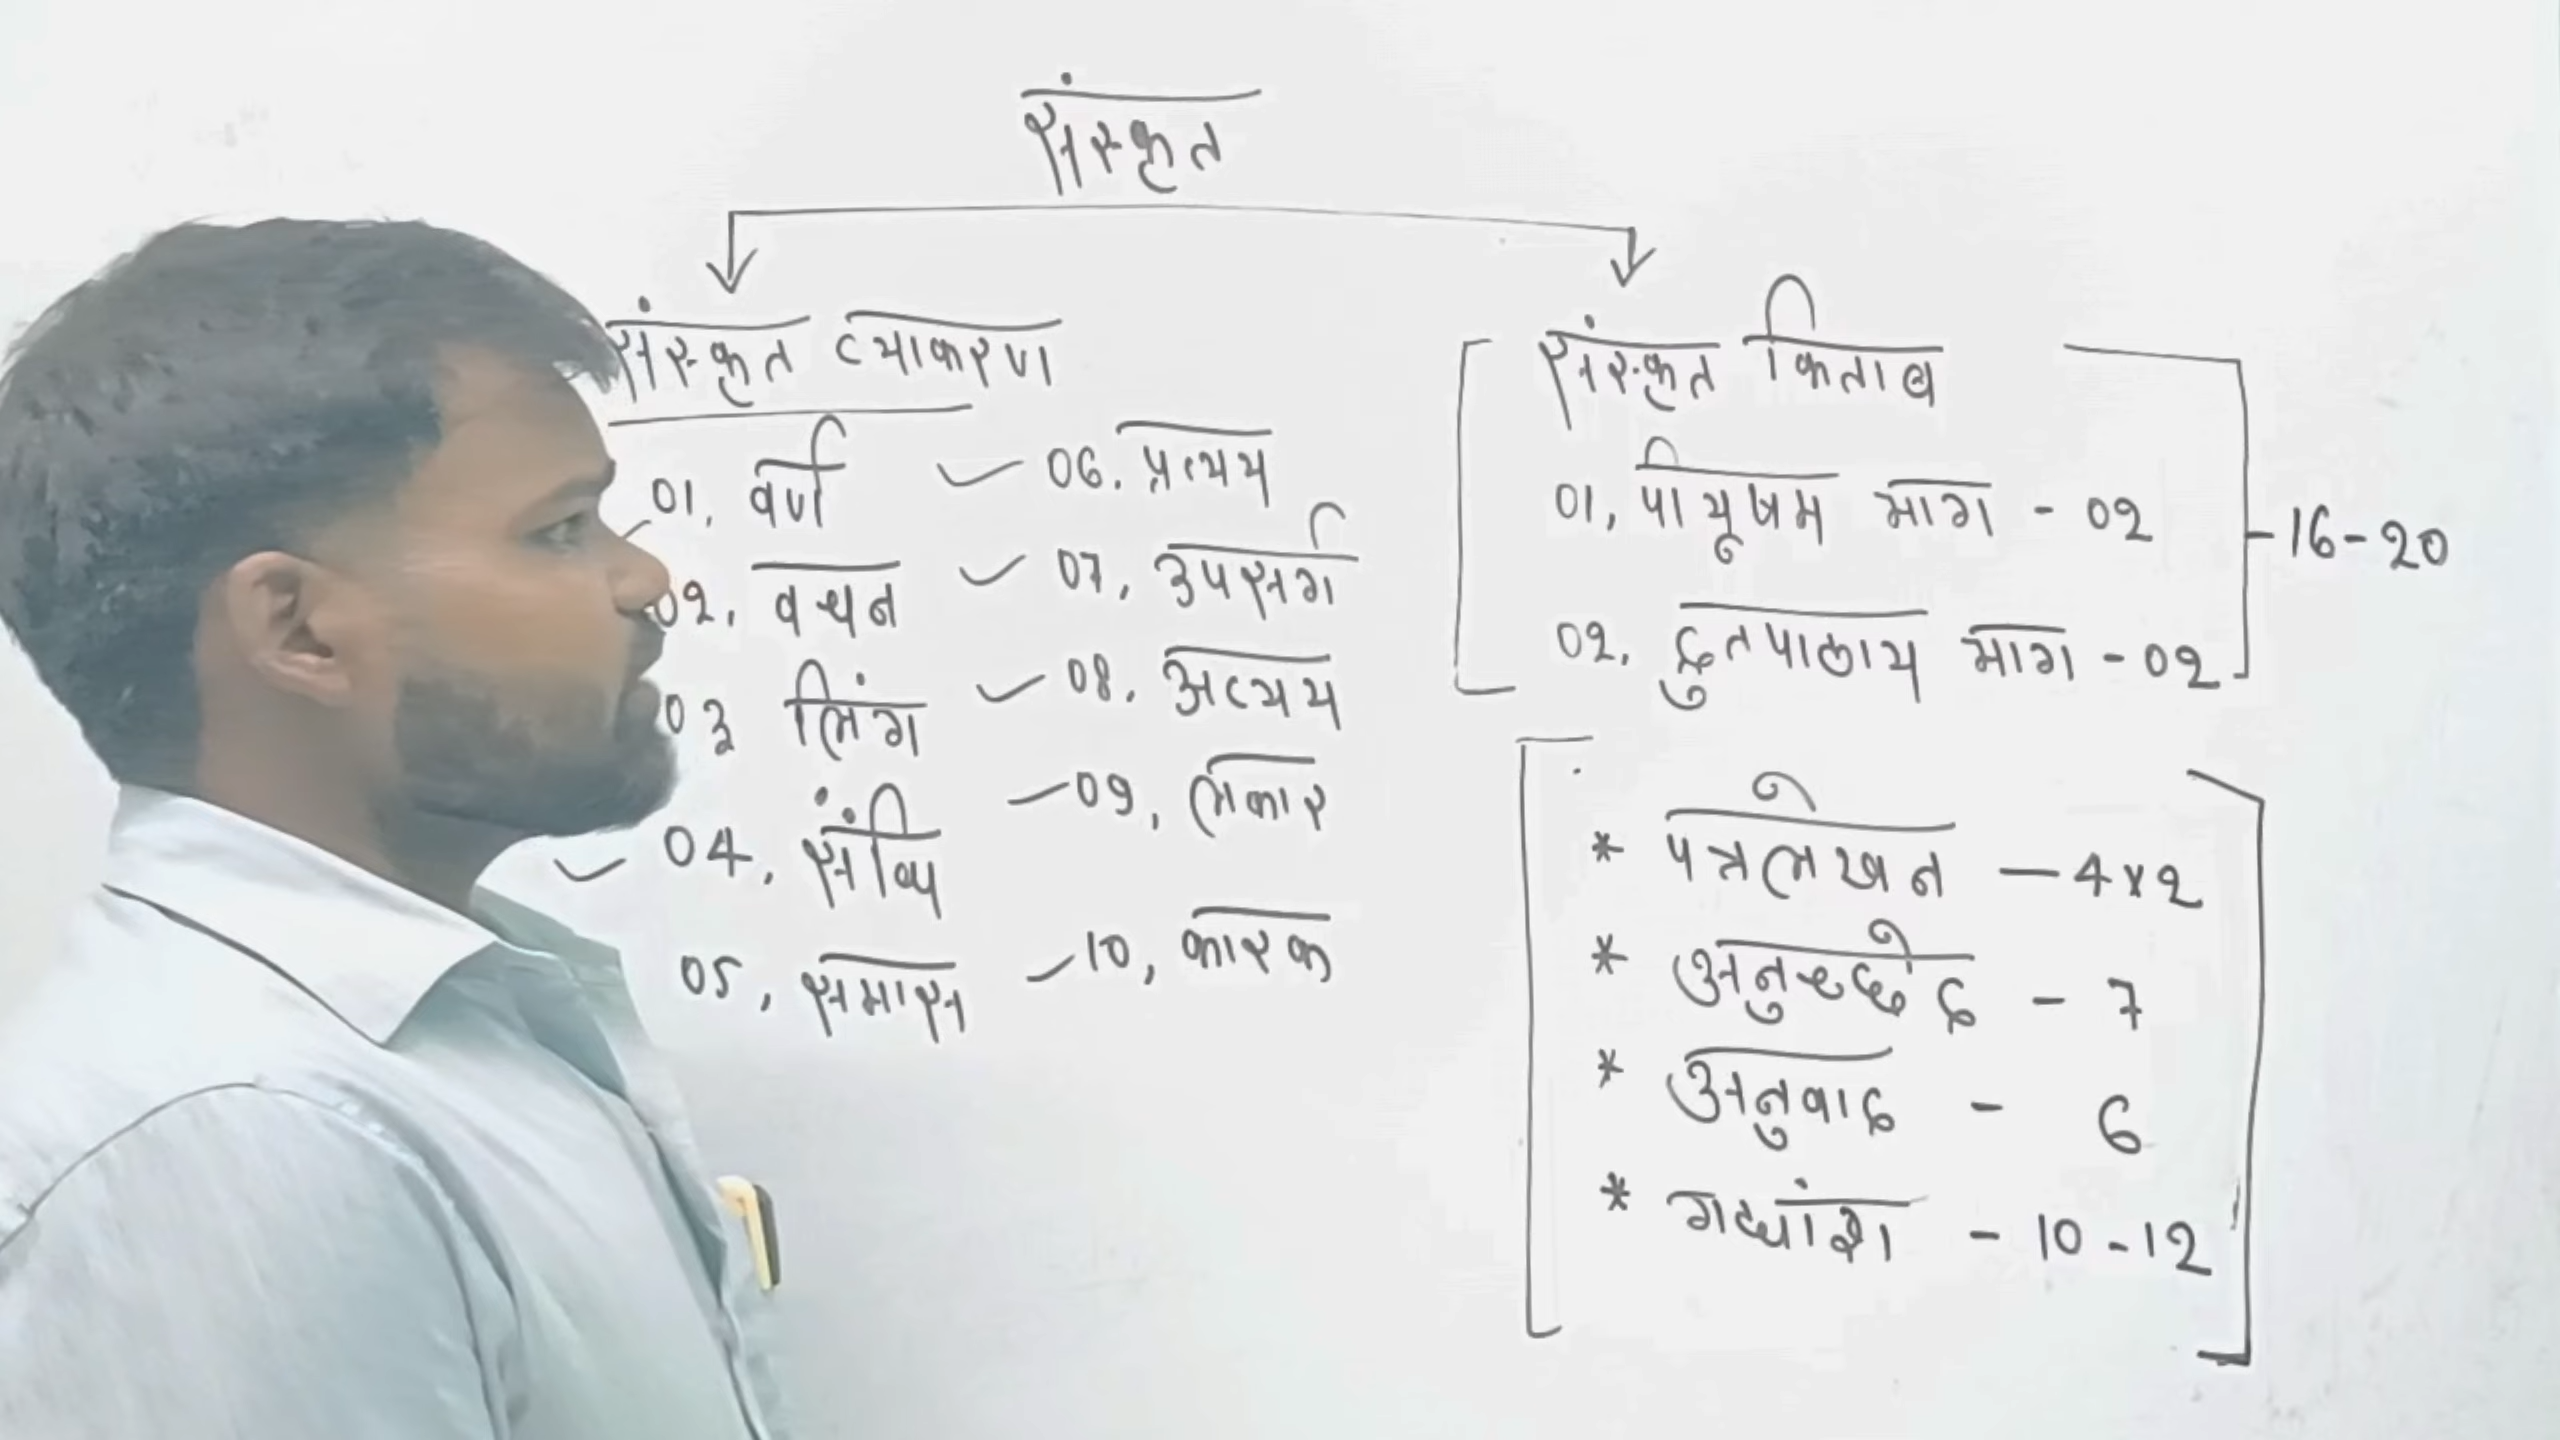 संस्कृत
संस्कृत व्याकरण
01. वर्ण
02. वचन
03 लिंग
04. संधि
05. समास
06. प्रत्यय
07. उपसर्ग
08. अव्यय
09. लकार
10. कारक
संस्कृत किताब
01. पीयूषम भाग - 02
02. द्रुतपाठाय भाग - 02
- 16 - 20
* पत्रलेखन — 4x2
* अनुच्छेद - 7
* अनुवाद - 6
* गद्यांश - 10 - 12